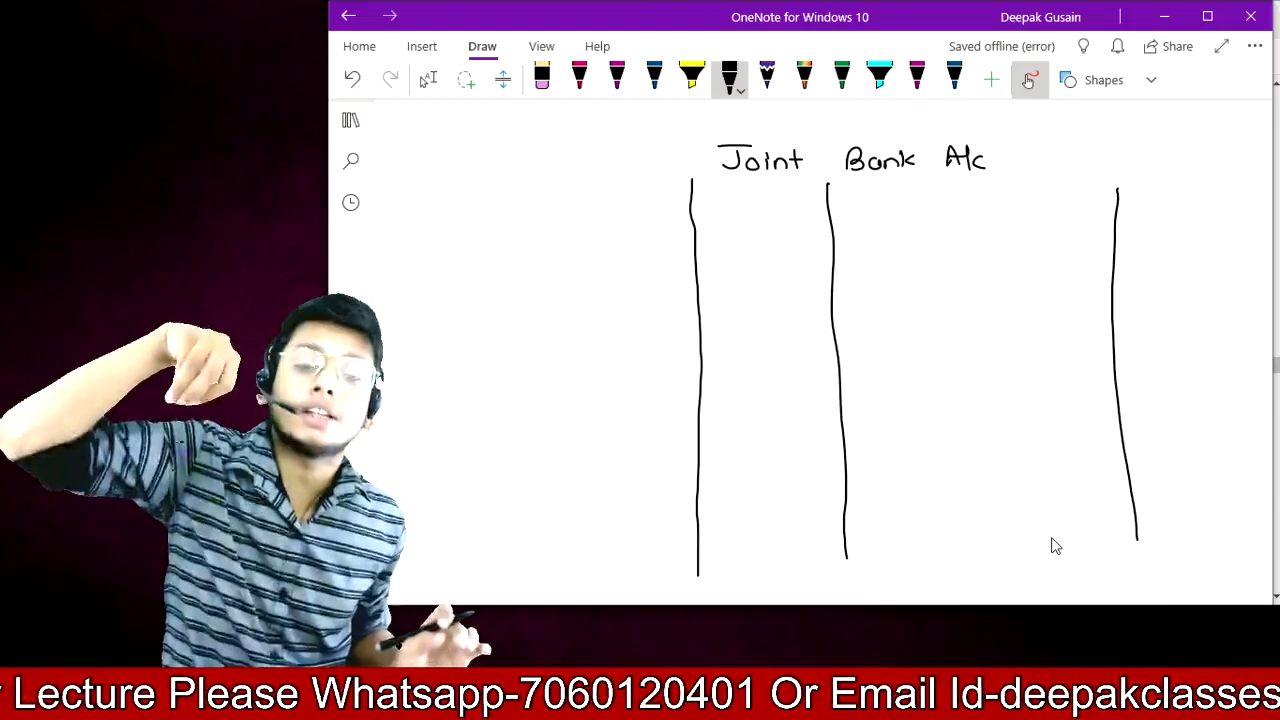 OneNote for Windows 10
Deepak Gusain
Home Insert Draw View Help
Saved offline (error)
Share
Shapes
Joint Bank A/c
r Lecture Please Whatsapp-7060120401 Or Email Id-deepakclasses